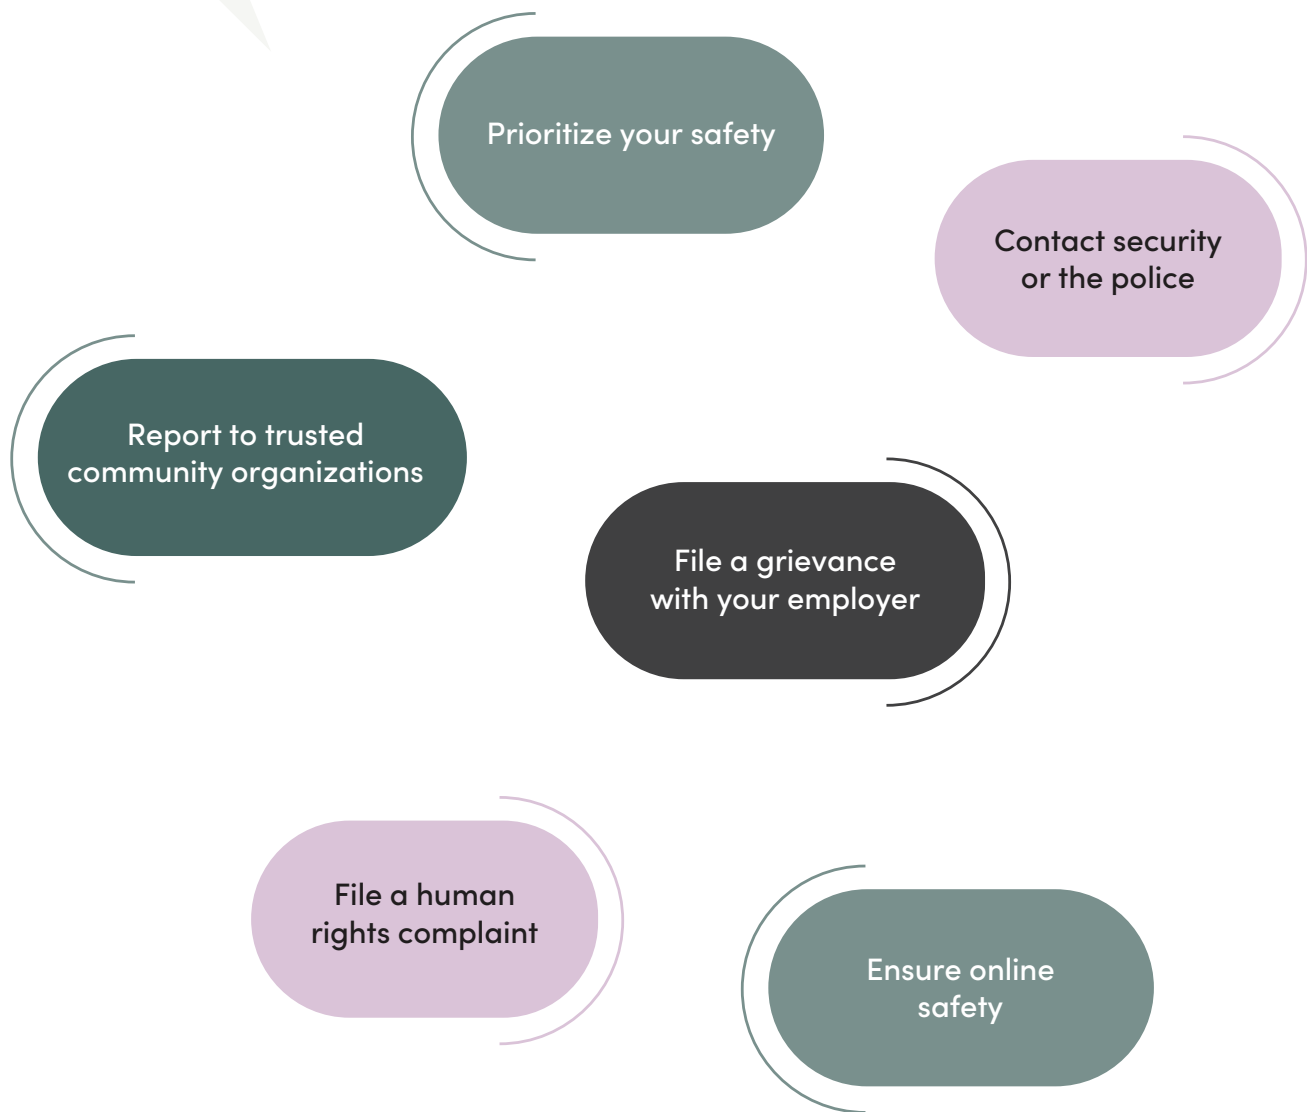 Prioritize your safety
Contact security
or the police
Report to trusted
community organizations
File a grievance
with your employer
File a human
rights complaint
Ensure online
safety